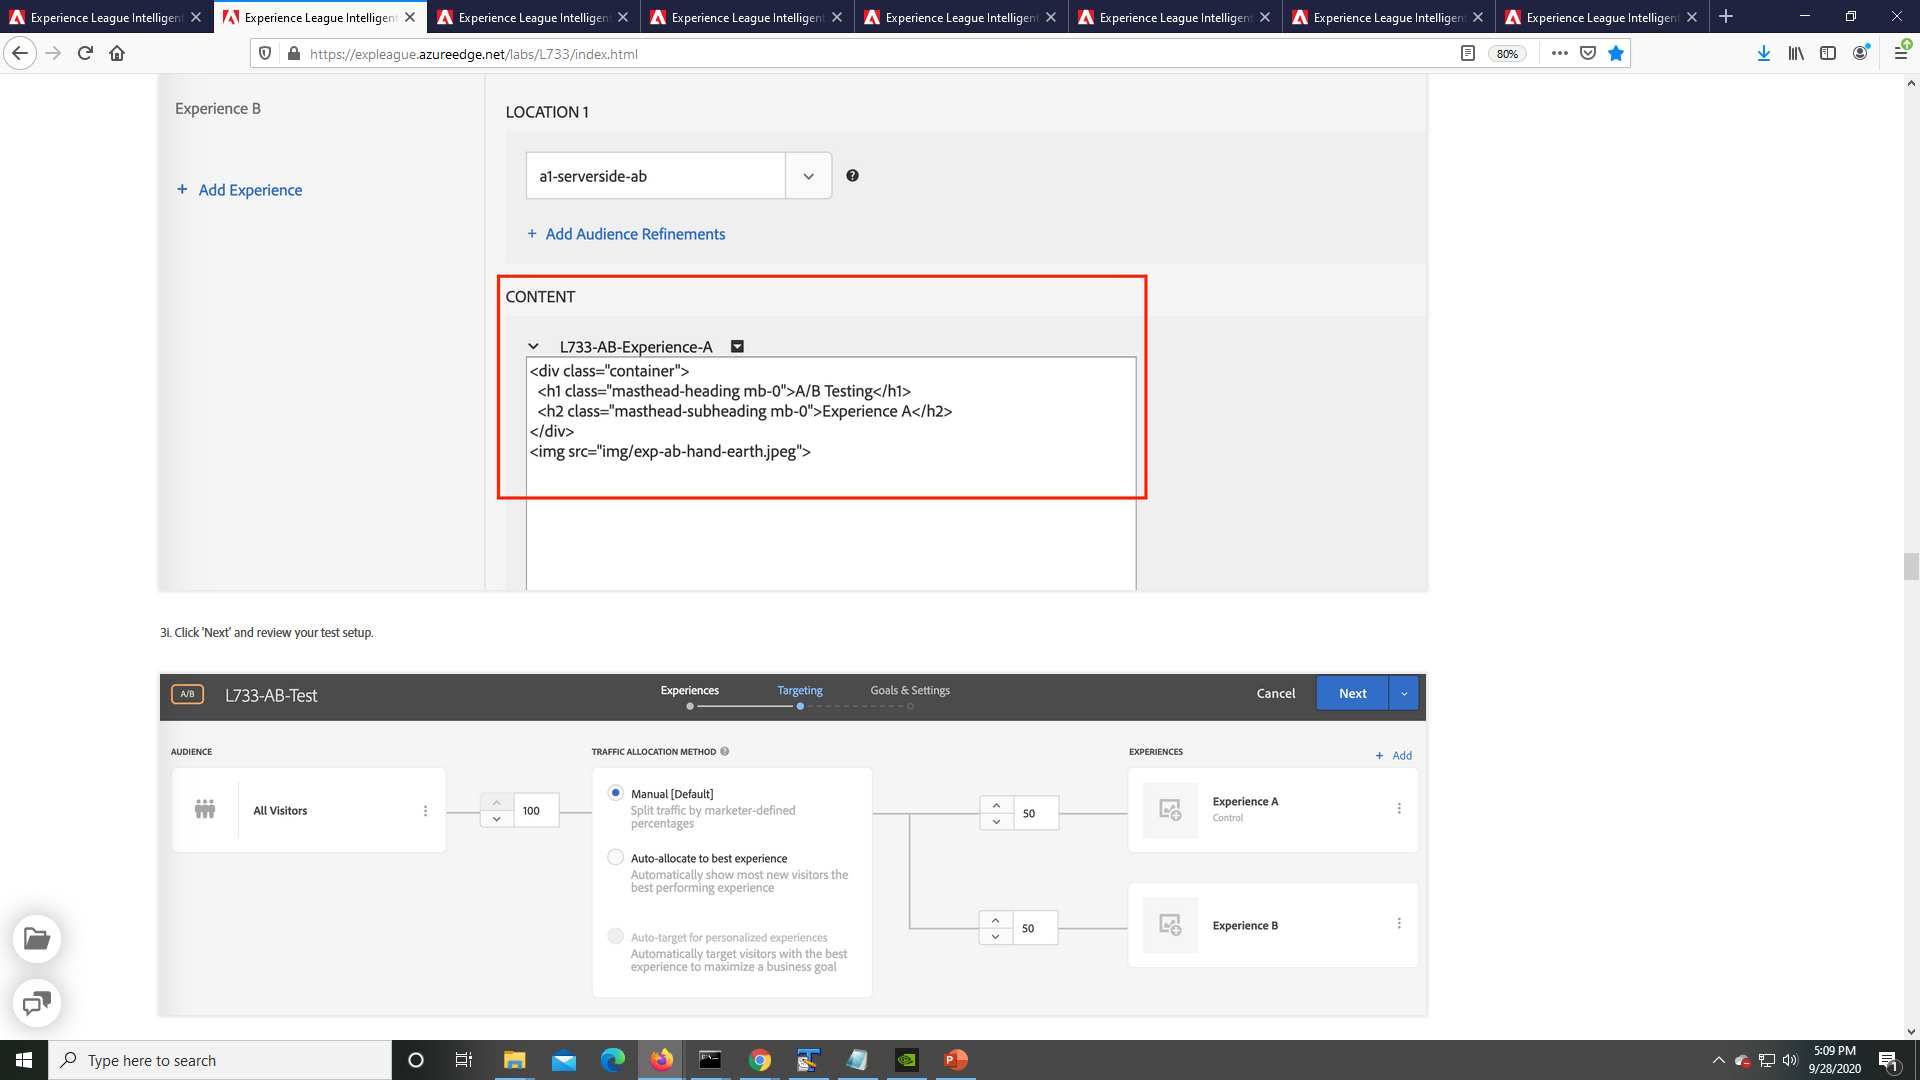 Experience League Intelligent
Experience League Intelligent
Experience League Intelligent
Experience League Intelligent
Experience League Intelligent
Experience League Intelligent
Experience League Intelligent
Experience League Intelligent
https://expleague.azureedge.net/labs/L733/index.html
80%
Experience B
+ Add Experience
LOCATION 1
a1-serverside-ab
+ Add Audience Refinements
CONTENT
L733-AB-Experience-A
<div class="container">
<h1 class="masthead-heading mb-0">A/B Testing</h1>
<h2 class="masthead-subheading mb-0">Experience A</h2>
</div>
<img src="img/exp-ab-hand-earth.jpeg">
3i. Click 'Next' and review your test setup.
A/B
L733-AB-Test
Experiences
Targeting
Goals & Settings
Cancel
Next
AUDIENCE
TRAFFIC ALLOCATION METHOD
EXPERIENCES
+ Add
All Visitors
100
Manual [Default]
Split traffic by marketer-defined
percentages
Auto-allocate to best experience
Automatically show most new visitors the
best performing experience
Auto-target for personalized experiences
Automatically target visitors with the best
experience to maximize a business goal
50
Experience A
Control
50
Experience B
Type here to search
5:09 PM
9/28/2020
1